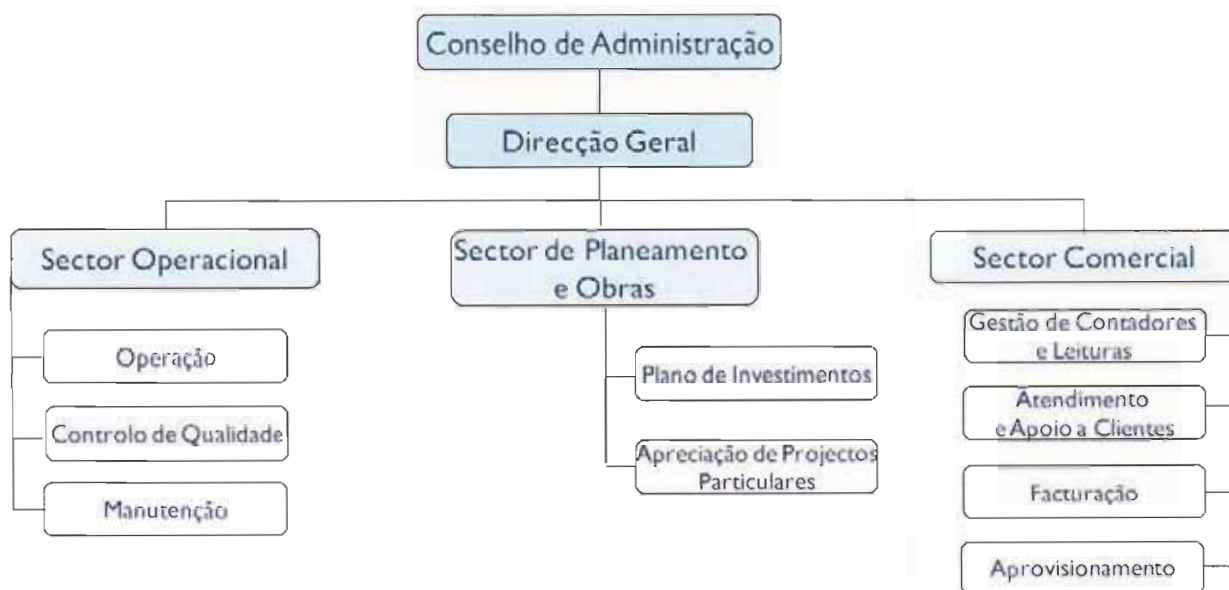 Conselho de Administração
Direcção Geral
Sector Operacional
Operação
Controlo de Qualidade
Manutenção
Sector de Planeamento
e Obras
Plano de Investimentos
Apreciação de Projectos
Particulares
Sector Comercial
Gestão de Contadores
e Leituras
Atendimento
e Apoio a Clientes
Facturação
Aprovisionamento